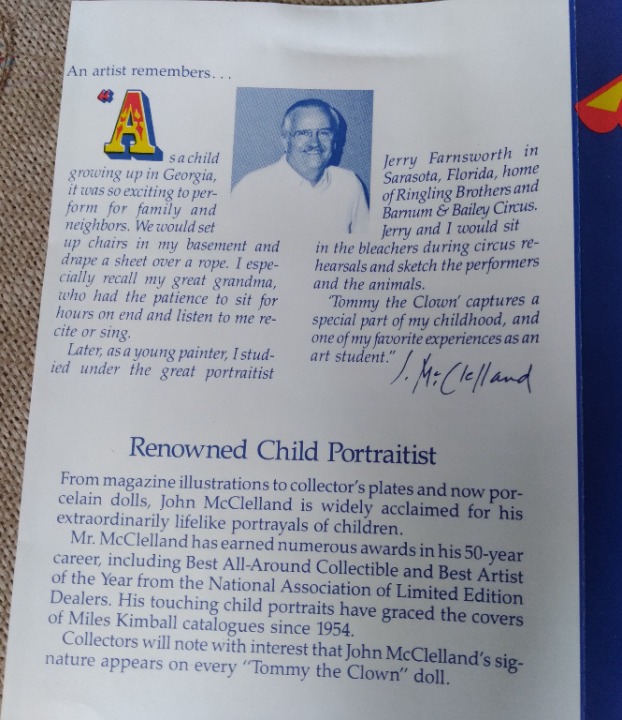 An artist remembers...
"As a child
growing up in Georgia,
it was so exciting to per-
form for family and
neighbors. We would set
up chairs in my basement and
drape a sheet over a rope. I espe-
cially recall my great grandma,
who had the patience to sit for
hours on end and listen to me re-
cite or sing.
Later, as a young painter, I stud-
ied under the great portraitist
Jerry Farnsworth in
Sarasota, Florida, home
of Ringling Brothers and
Barnum & Bailey Circus.
Jerry and I would sit
in the bleachers during circus re-
hearsals and sketch the performers
and the animals.
'Tommy the Clown' captures a
special part of my childhood, and
one of my favorite experiences as an
art student."
J. McClelland
Renowned Child Portraitist
From magazine illustrations to collector's plates and now por-
celain dolls, John McClelland is widely acclaimed for his
extraordinarily lifelike portrayals of children.
Mr. McClelland has earned numerous awards in his 50-year
career, including Best All-Around Collectible and Best Artist
of the Year from the National Association of Limited Edition
Dealers. His touching child portraits have graced the covers
of Miles Kimball catalogues since 1954.
Collectors will note with interest that John McClelland's sig-
nature appears on every "Tommy the Clown" doll.